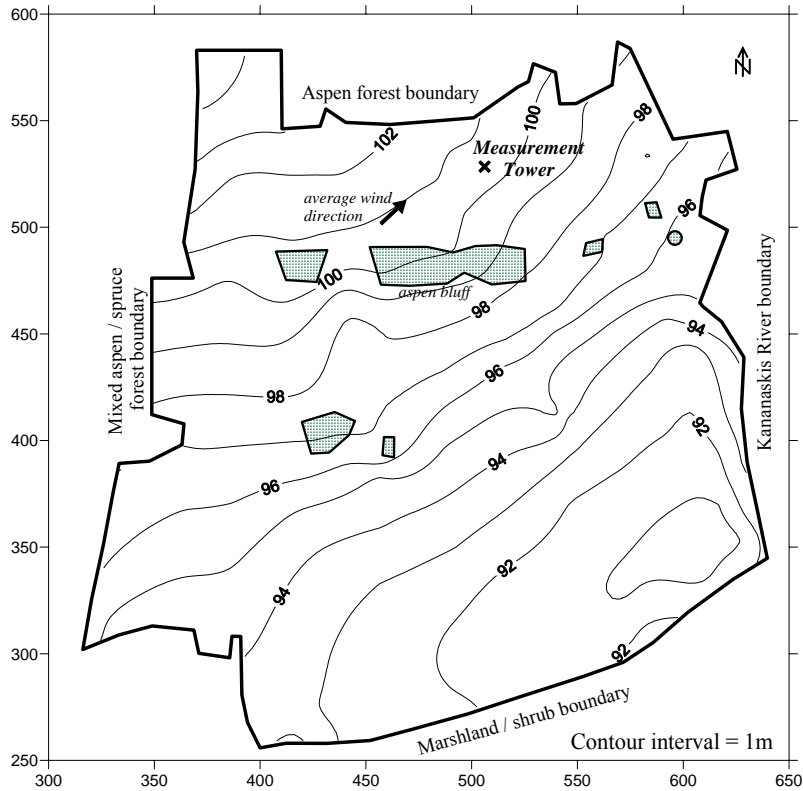 600
550
500
450
400
350
300
250
300
350
400
450
500
550
600
650
N
Aspen forest boundary
102
100
98
Measurement
Tower
average wind
direction
96
100
aspen bluff
98
Mixed aspen / spruce
forest boundary
Kananaskis River boundary
94
96
98
92
94
96
92
94
92
Marshland / shrub boundary
Contour interval = 1m